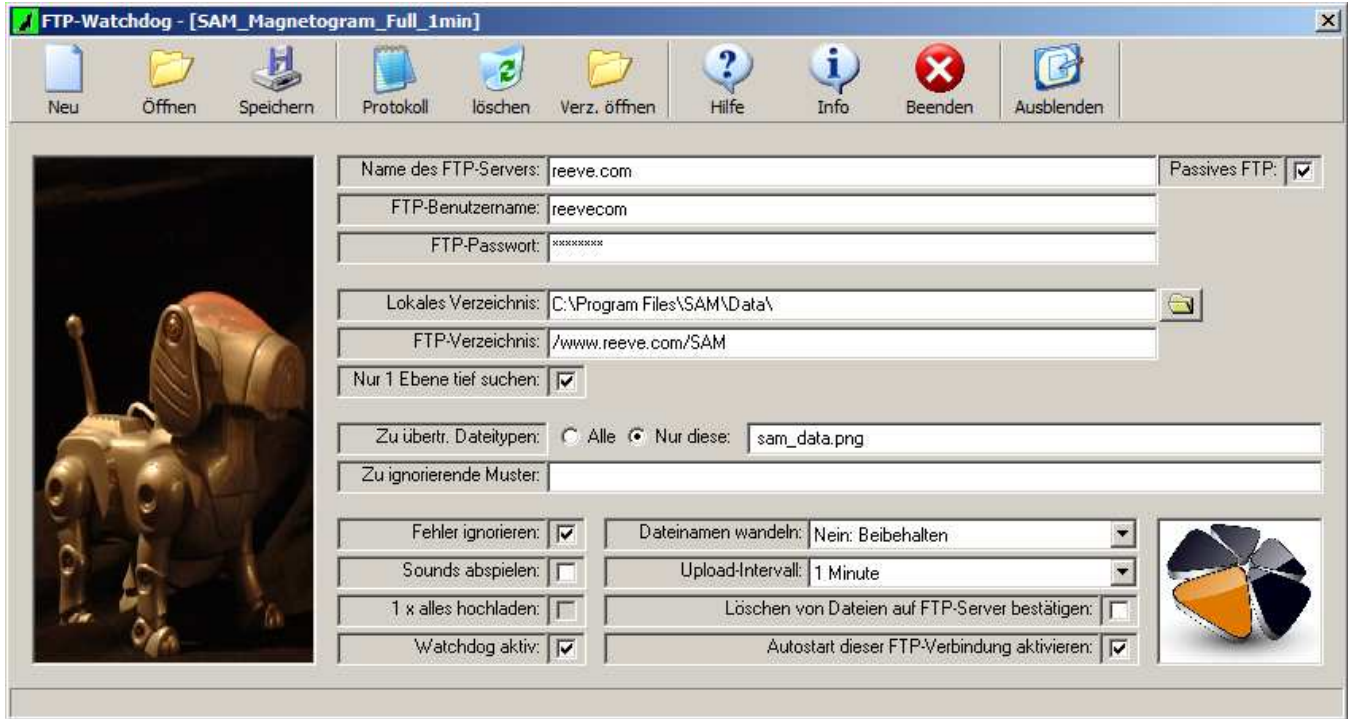 FTP-Watchdog - [SAM_Magnetogram_Full_1min]
Neu Öffnen Speichern Protokoll löschen Verz. öffnen Hilfe Info Beenden Ausblenden
Name des FTP-Servers: reeve.com Passives FTP:
FTP-Benutzername: reevecom
FTP-Passwort: ********
Lokales Verzeichnis: C:\Program Files\SAM\Data\
FTP-Verzeichnis: /www.reeve.com/SAM
Nur 1 Ebene tief suchen:
Zu übertr. Dateitypen: Alle Nur diese: sam_data.png
Zu ignorierende Muster:
Fehler ignorieren: Dateinamen wandeln: Nein: Beibehalten
Sounds abspielen: Upload-Intervall: 1 Minute
1 x alles hochladen: Löschen von Dateien auf FTP-Server bestätigen:
Watchdog aktiv: Autostart dieser FTP-Verbindung aktivieren: